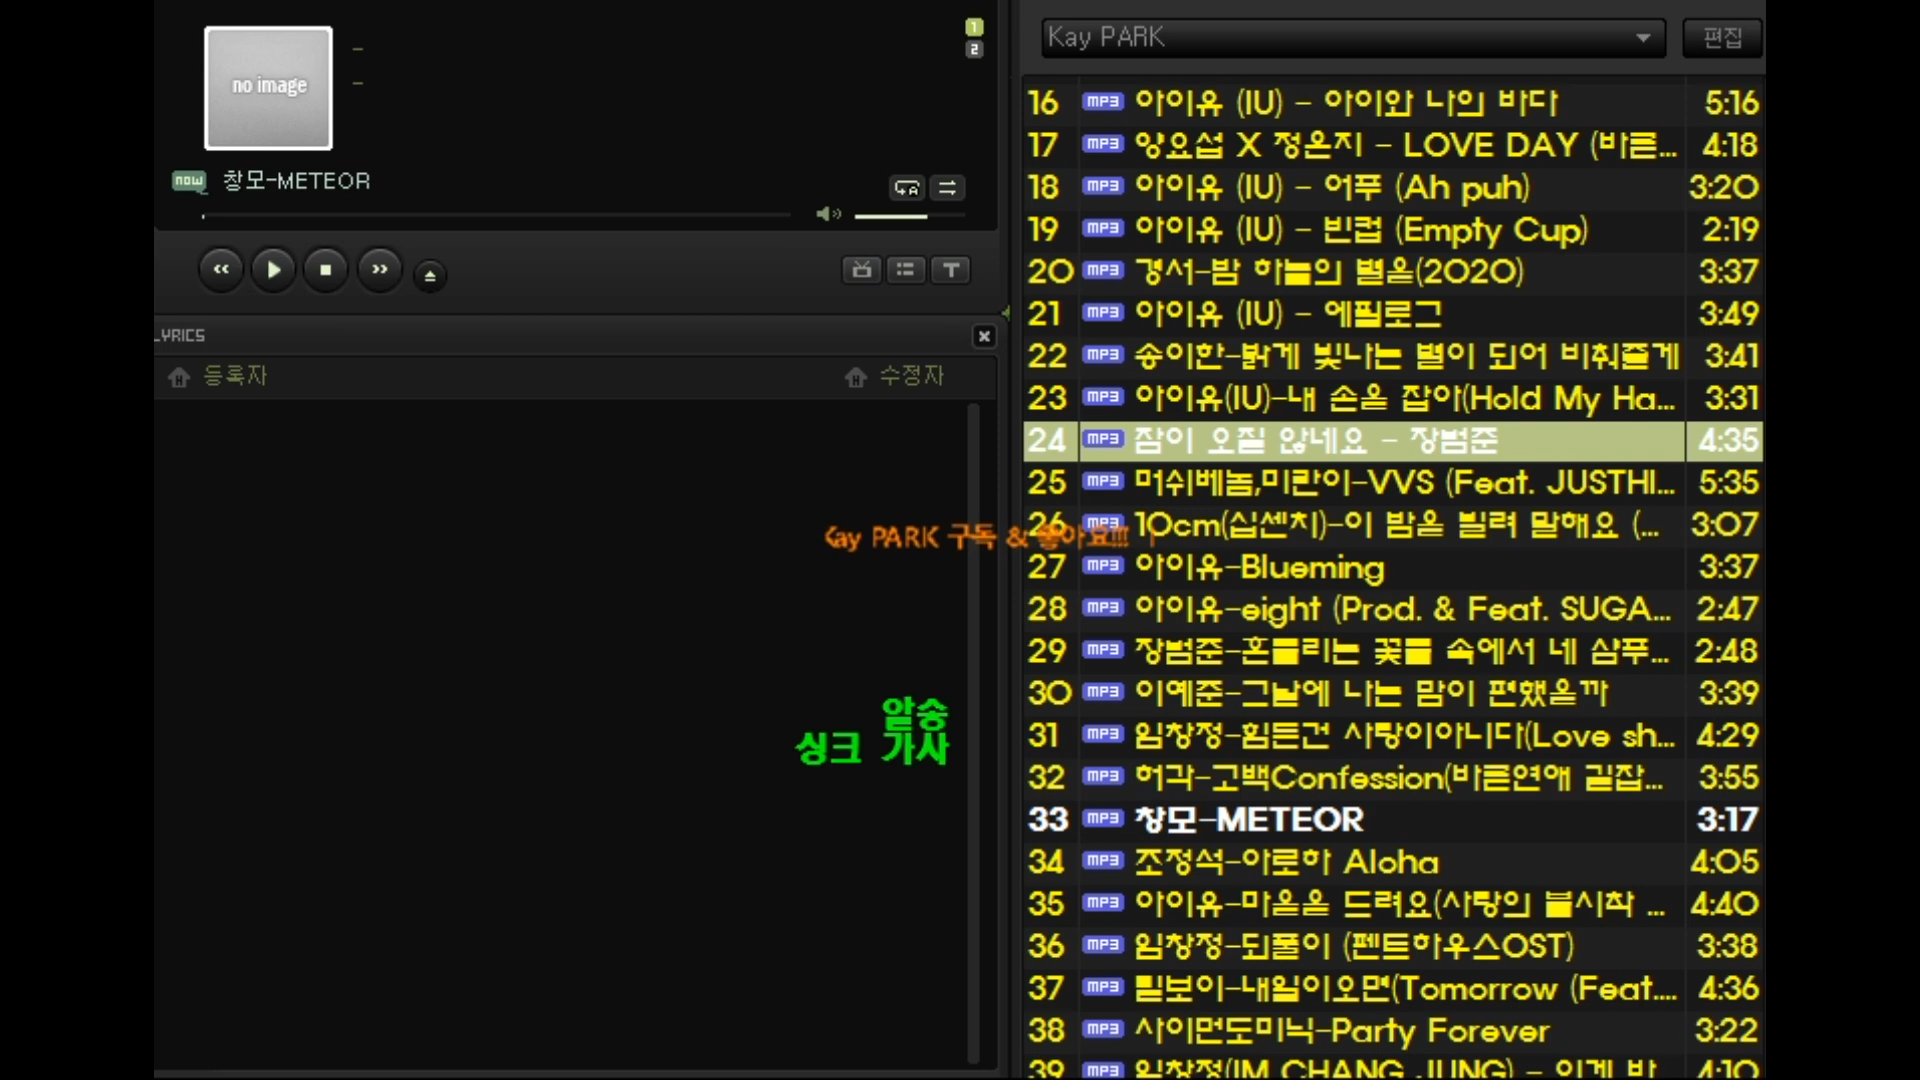 no image
-
-
1
2
now 창모-METEOR
LYRICS
등록자
수정자
알송
싱크 가사
Kay PARK 구독 & 좋아요!!!
Kay PARK
편집
16 MP3 아이유 (IU) - 아이와 나의 바다 5:16
17 MP3 양요섭 X 정은지 - LOVE DAY (바른... 4:18
18 MP3 아이유 (IU) - 어푸 (Ah puh) 3:20
19 MP3 아이유 (IU) - 빈컵 (Empty Cup) 2:19
20 MP3 경서-밤 하늘의 별을(2020) 3:37
21 MP3 아이유 (IU) - 에필로그 3:49
22 MP3 송이한-밝게 빛나는 별이 되어 비춰줄게 3:41
23 MP3 아이유(IU)-내 손을 잡아(Hold My Ha... 3:31
24 MP3 잠이 오질 않네요 - 장범준 4:35
25 MP3 머쉬베놈,미란이-VVS (Feat. JUSTHI... 5:35
26 MP3 10cm(십센치)-이 밤을 빌려 말해요 (... 3:07
27 MP3 아이유-Blueming 3:37
28 MP3 아이유-eight (Prod. & Feat. SUGA... 2:47
29 MP3 장범준-흔들리는 꽃들 속에서 네 샴푸... 2:48
30 MP3 이예준-그날에 나는 맘이 편했을까 3:39
31 MP3 임창정-힘든건 사랑이아니다(Love sh... 4:29
32 MP3 허각-고백Confession(바른연애 길잡... 3:55
33 MP3 창모-METEOR 3:17
34 MP3 조정석-아로하 Aloha 4:05
35 MP3 아이유-마음을 드려요(사랑의 불시착 ... 4:40
36 MP3 임창정-되풀이 (펜트하우스OST) 3:38
37 MP3 릴보이-내일이오면(Tomorrow (Feat.... 4:36
38 MP3 사이먼도미닉-Party Forever 3:22
39 MP3 임창정(IM CHANG JUNG) - 이게 4:10